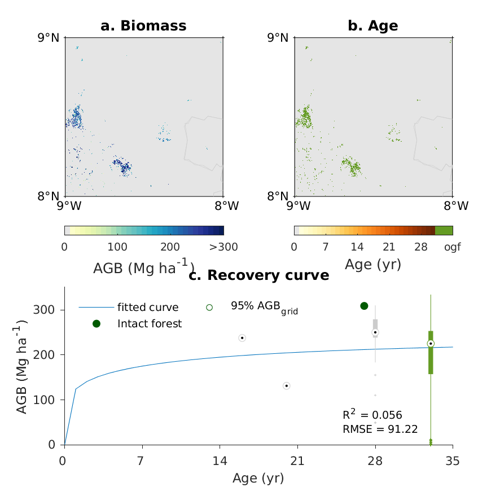 a. Biomass
b. Age
9°N
9°N
8°N
8°N
9°W
8°W
9°W
8°W
0
100
200
>300
0
7
14
21
28
ogf
AGB (Mg ha⁻¹)
Age (yr)
c. Recovery curve
fitted curve
95% AGB_grid
Intact forest
300
200
100
0
AGB (Mg ha⁻¹)
R² = 0.056
RMSE = 91.22
0
7
14
21
28
35
Age (yr)